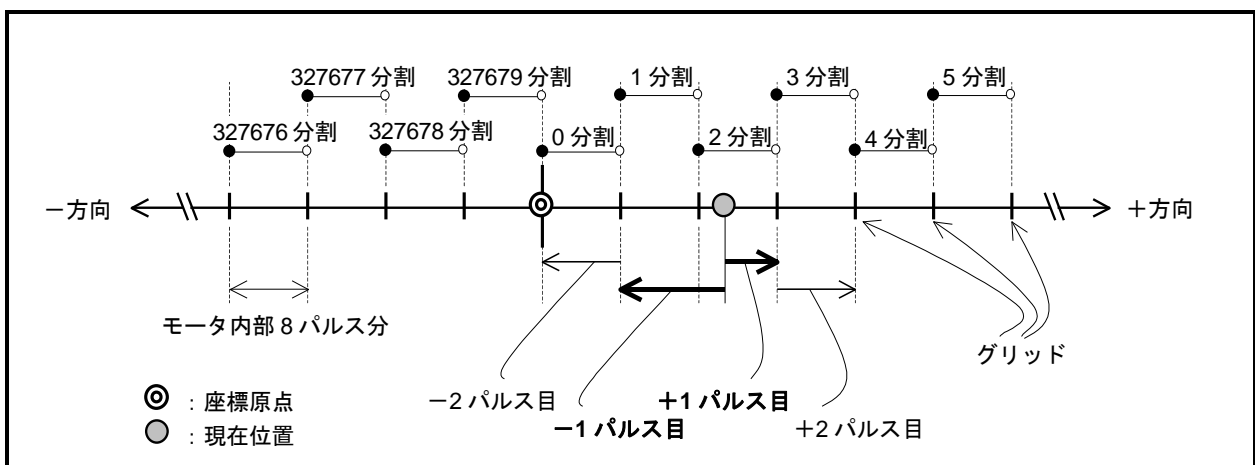 327677 分割
327679 分割
1 分割
3 分割
5 分割
327676 分割
327678 分割
0 分割
2 分割
4 分割
−方向
+方向
モータ内部 8 パルス分
グリッド
−2 パルス目
+1 パルス目
−1 パルス目
+2 パルス目
:座標原点
:現在位置